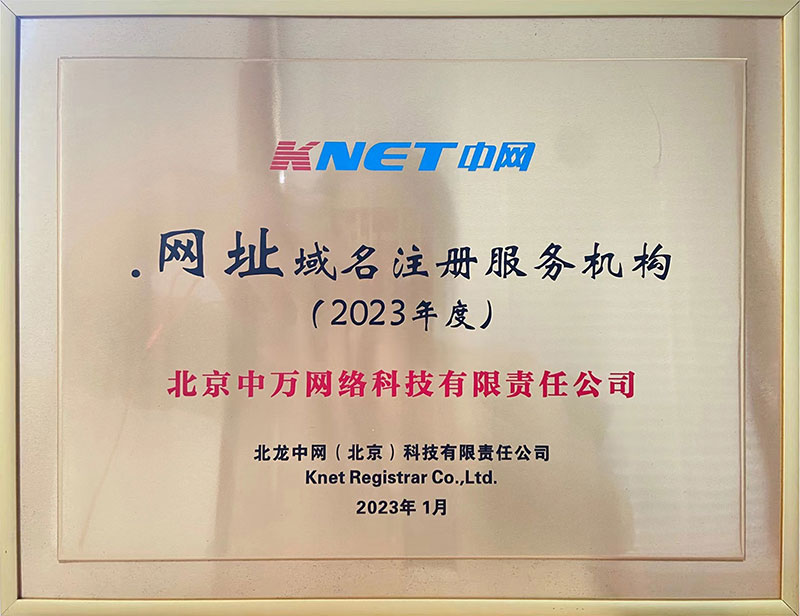 KNET中网
.网址域名注册服务机构
（2023年度）
北京中万网络科技有限责任公司
北龙中网（北京）科技有限责任公司
Knet Registrar Co.,Ltd.
2023年1月